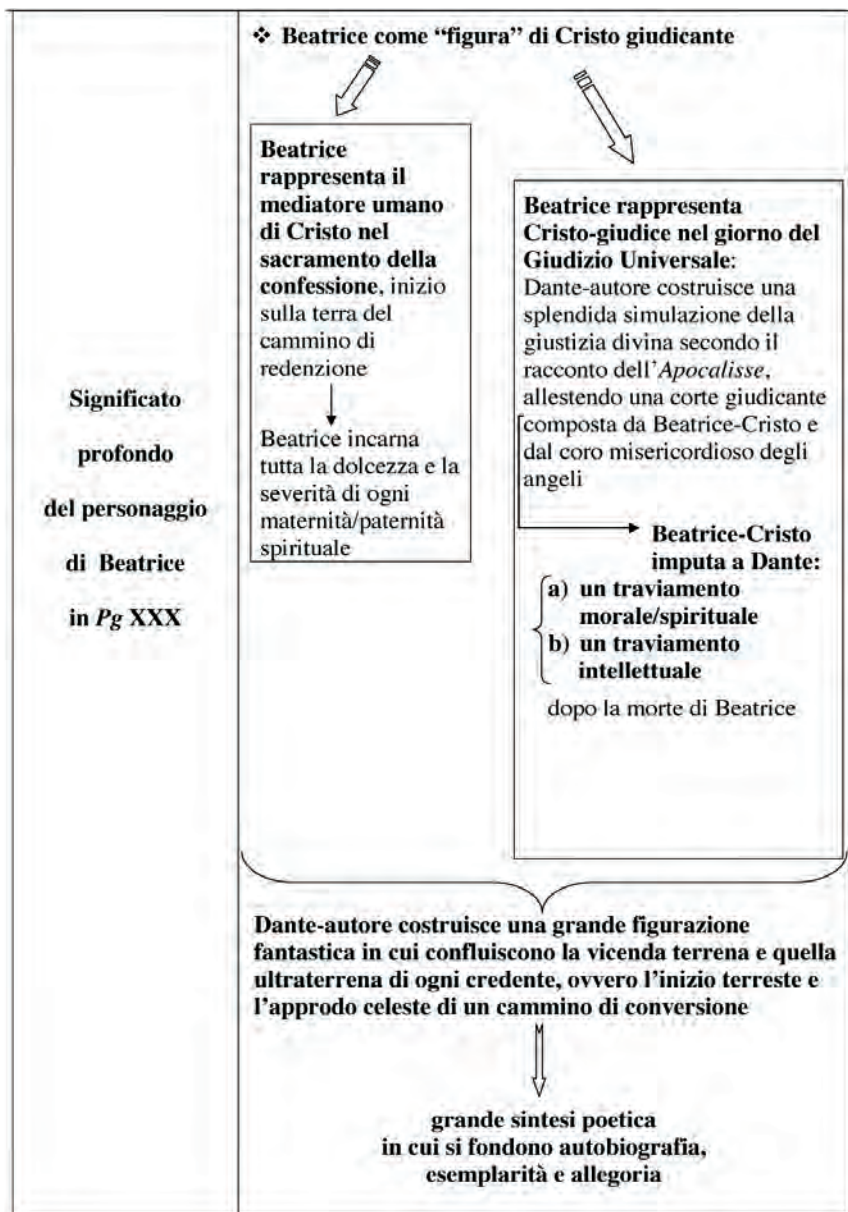 Significato
profondo
del personaggio
di Beatrice
in Pg XXX
❖ Beatrice come “figura” di Cristo giudicante
Beatrice
rappresenta il
mediatore umano
di Cristo nel
sacramento della
confessione, inizio
sulla terra del
cammino di
redenzione
Beatrice incarna
tutta la dolcezza e la
severità di ogni
maternità/paternità
spirituale
Beatrice rappresenta
Cristo-giudice nel giorno del
Giudizio Universale:
Dante-autore costruisce una
splendida simulazione della
giustizia divina secondo il
racconto dell’Apocalisse,
allestendo una corte giudicante
composta da Beatrice-Cristo e
dal coro misericordioso degli
angeli
Beatrice-Cristo
imputa a Dante:
a) un traviamento
morale/spirituale
b) un traviamento
intellettuale
dopo la morte di Beatrice
Dante-autore costruisce una grande figurazione
fantastica in cui confluiscono la vicenda terrena e quella
ultraterrena di ogni credente, ovvero l’inizio terreste e
l’approdo celeste di un cammino di conversione
grande sintesi poetica
in cui si fondono autobiografia,
esemplarità e allegoria